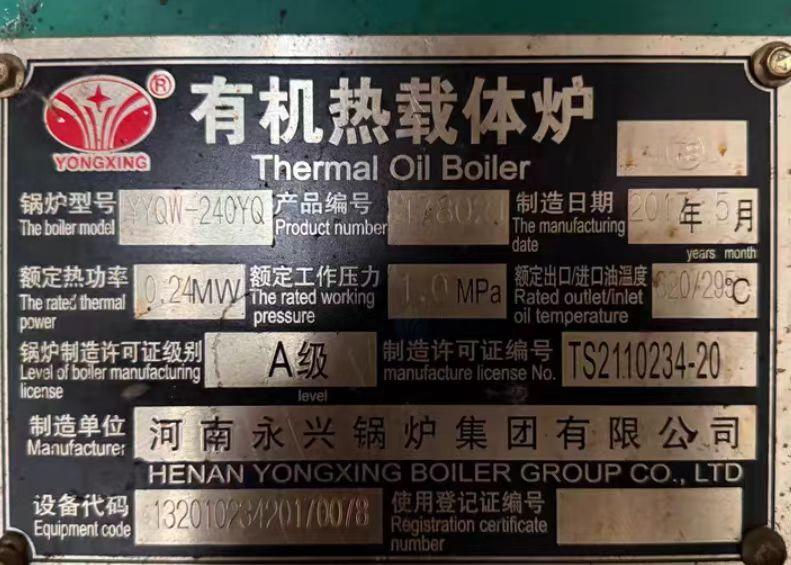 YONGXING
®
有机热载体炉
Thermal Oil Boiler
锅炉型号 YYQW-240YQ 产品编号 制造日期 2017年5月
The boiler model Product number The manufacturing date years month
额定热功率 0.24MW 额定工作压力 1.0MPa 额定出口/进口油温度 320/295℃
The rated thermal power The rated working pressure Rated outlet/inlet oil temperature
锅炉制造许可证级别 A级 制造许可证编号 TS2110234-20
Level of boiler manufacturing license level manufacture license No.
制造单位 河南永兴锅炉集团有限公司
Manufacturer HENAN YONGXING BOILER GROUP CO., LTD
设备代码 使用登记证编号
Equipment code Registration certificate number